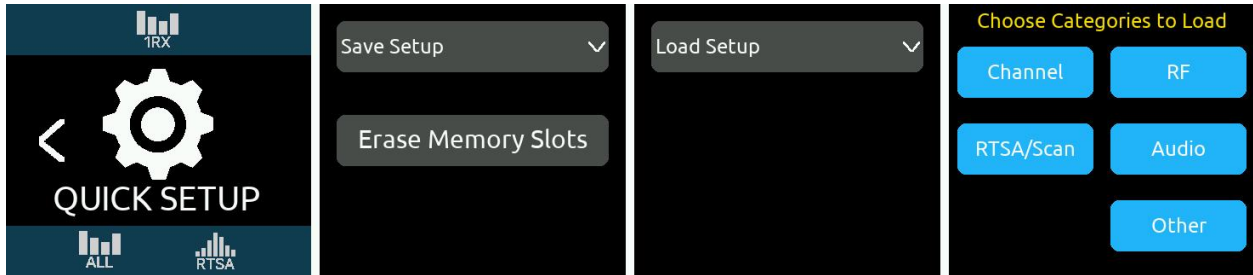 1RX
QUICK SETUP
ALL
RTSA
Save Setup
Erase Memory Slots
Load Setup
Choose Categories to Load
Channel
RF
RTSA/Scan
Audio
Other